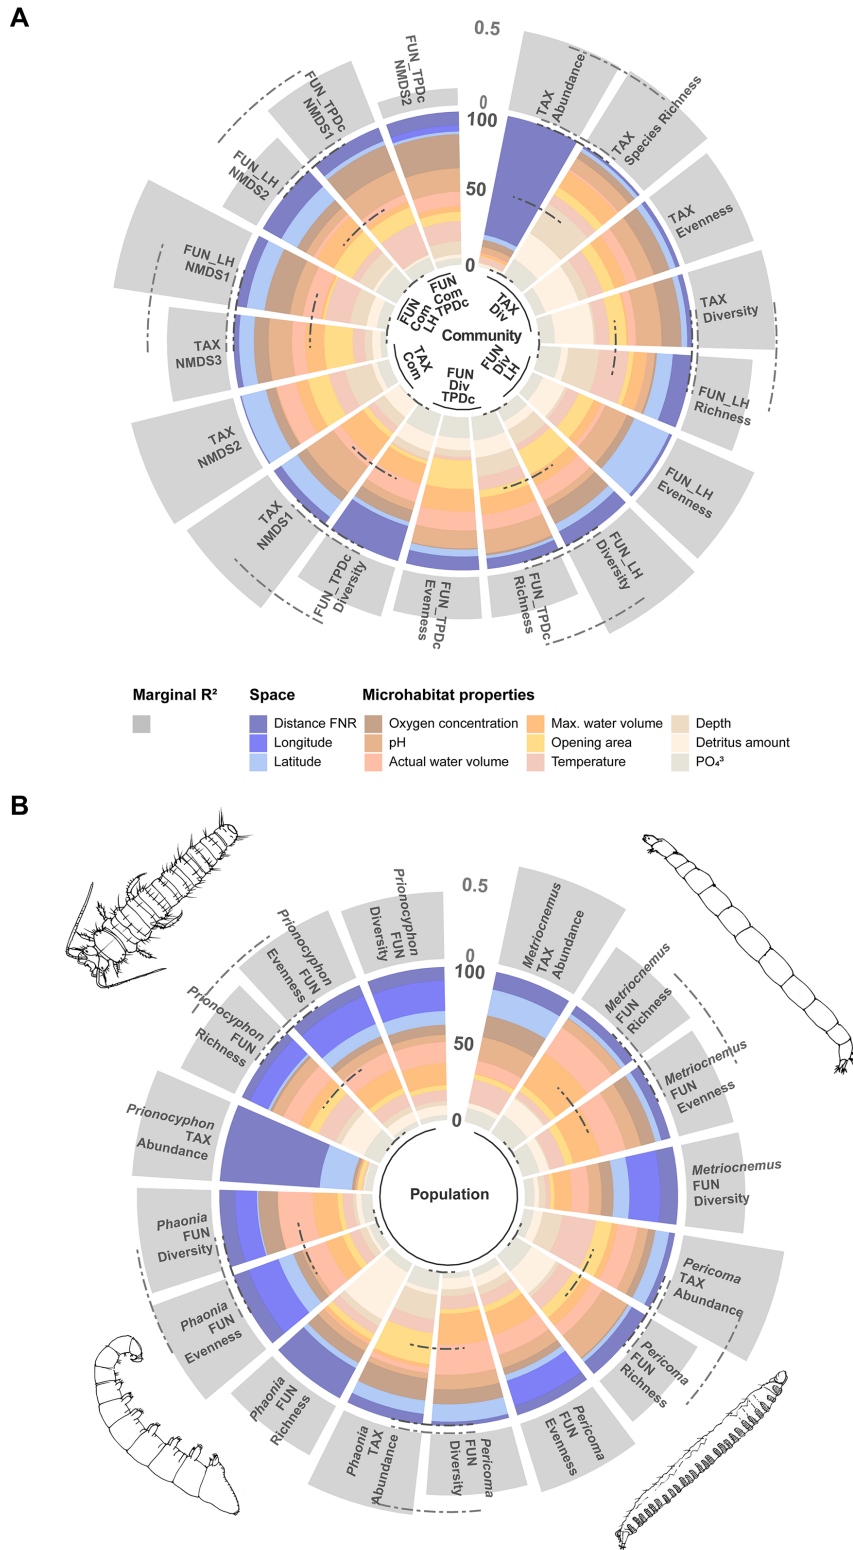 A
0.5
0
100
50
0
TAX
Abundance
TAX
Species Richness
TAX
Evenness
TAX
Diversity
FUN_LH
Richness
FUN_LH
Evenness
FUN_LH
Diversity
FUN_TPDc
Richness
FUN_TPDc
Evenness
FUN_TPDc
Diversity
TAX
NMDS1
TAX
NMDS2
TAX
NMDS3
FUN_LH
NMDS1
FUN_LH
NMDS2
FUN_TPDc
NMDS1
FUN_TPDc
NMDS2
Community
TAX
Div
FUN
Div
LH
FUN
Div
TPDc
TAX
Com
FUN
Com
LH
FUN
Com
TPDc
Marginal R²
Space
Distance FNR
Longitude
Latitude
Microhabitat properties
Oxygen concentration
pH
Actual water volume
Max. water volume
Opening area
Temperature
Depth
Detritus amount
PO₄³
B
0.5
0
100
50
0
Metriocnemus
TAX
Abundance
Metriocnemus
FUN
Richness
Metriocnemus
FUN
Evenness
Metriocnemus
FUN
Diversity
Pericoma
TAX
Abundance
Pericoma
FUN
Richness
Pericoma
FUN
Evenness
Pericoma
FUN
Diversity
Phaonia
TAX
Abundance
Phaonia
FUN
Richness
Phaonia
FUN
Evenness
Phaonia
FUN
Diversity
Prionocyphon
TAX
Abundance
Prionocyphon
FUN
Richness
Prionocyphon
FUN
Evenness
Prionocyphon
FUN
Diversity
Population